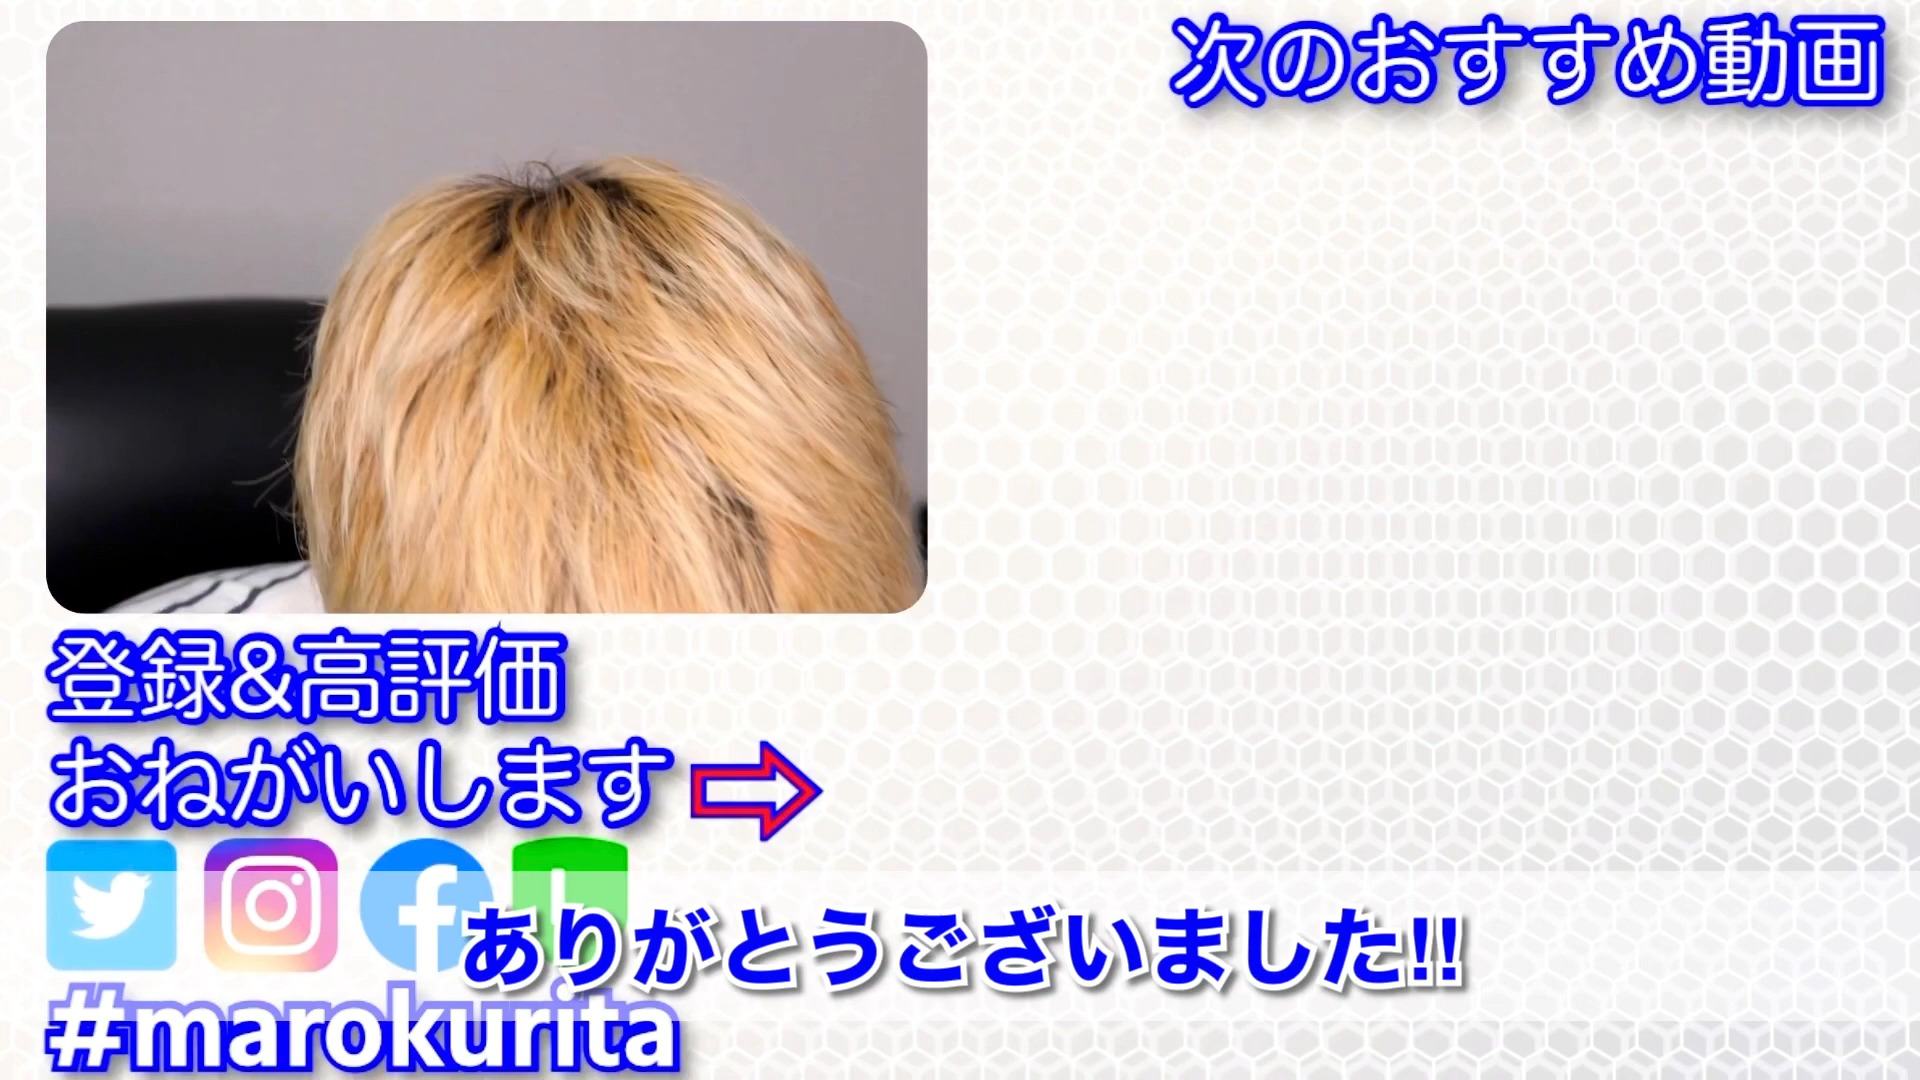 次のおすすめ動画
登録&高評価
おねがいします
ありがとうございました!!
#marokurita